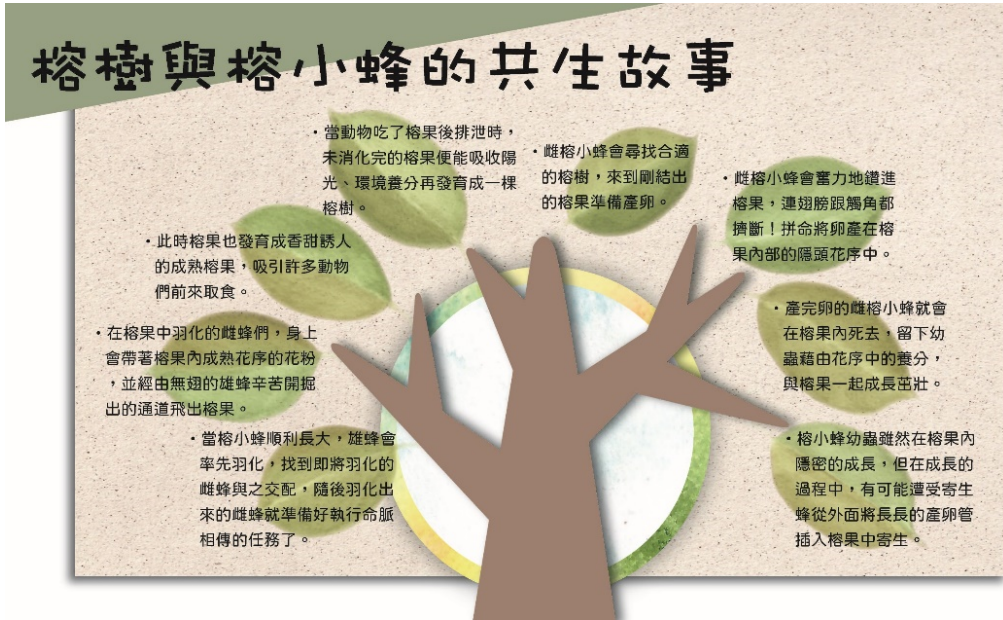 榕樹與榕小蜂的共生故事
・雌榕小蜂會尋找合適
的榕樹，來到剛結出
的榕果準備產卵。
・雌榕小蜂會奮力地鑽進
榕果，連翅膀跟觸角都
擠斷！拼命將卵產在榕
果內部的隱頭花序中。
・產完卵的雌榕小蜂就會
在榕果內死去，留下幼
蟲藉由花序中的養分，
與榕果一起成長茁壯。
・榕小蜂幼蟲雖然在榕果內
隱密的成長，但在成長的
過程中，有可能遭受寄生
蜂從外面將長長的產卵管
插入榕果中寄生。
・當榕小蜂順利長大，雄蜂會
率先羽化，找到即將羽化的
雌蜂與之交配，隨後羽化出
來的雌蜂就準備好執行命脈
相傳的任務了。
・在榕果中羽化的雌蜂們，身上
會帶著榕果內成熟花序的花粉
，並經由無翅的雄蜂辛苦開掘
出的通道飛出榕果。
・此時榕果也發育成香甜誘人
的成熟榕果，吸引許多動物
們前來取食。
・當動物吃了榕果後排泄時，
未消化完的榕果便能吸收陽
光、環境養分再發育成一棵
榕樹。